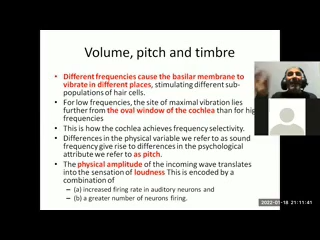 Volume, pitch and timbre
• Different frequencies cause the basilar membrane to
vibrate in different places, stimulating different sub-
populations of hair cells.
• For low frequencies, the site of maximal vibration lies
further from the oval window of the cochlea than for high
frequencies
• This is how the cochlea achieves frequency selectivity.
• Differences in the physical variable we refer to as sound
frequency give rise to differences in the psychological
attribute we refer to as pitch.
• The physical amplitude of the incoming wave translates
into the sensation of loudness This is encoded by a
combination of
– (a) increased firing rate in auditory neurons and
– (b) a greater number of neurons firing.
2022-01-18 21:11:41